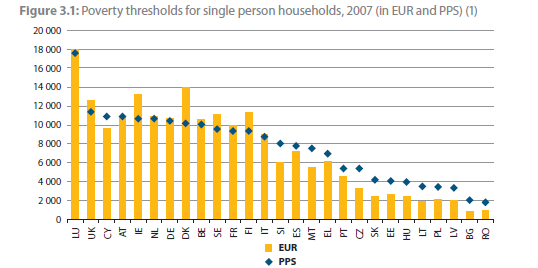 Figure 3.1: Poverty thresholds for single person households, 2007 (in EUR and PPS) (1)
20 000
18 000
16 000
14 000
12 000
10 000
8 000
6 000
4 000
2 000
0
LU UK CY AT IE NL DE DK BE SE FR FI IT SI ES MT EL PT CZ SK EE HU LT PL LV BG RO
EUR
PPS